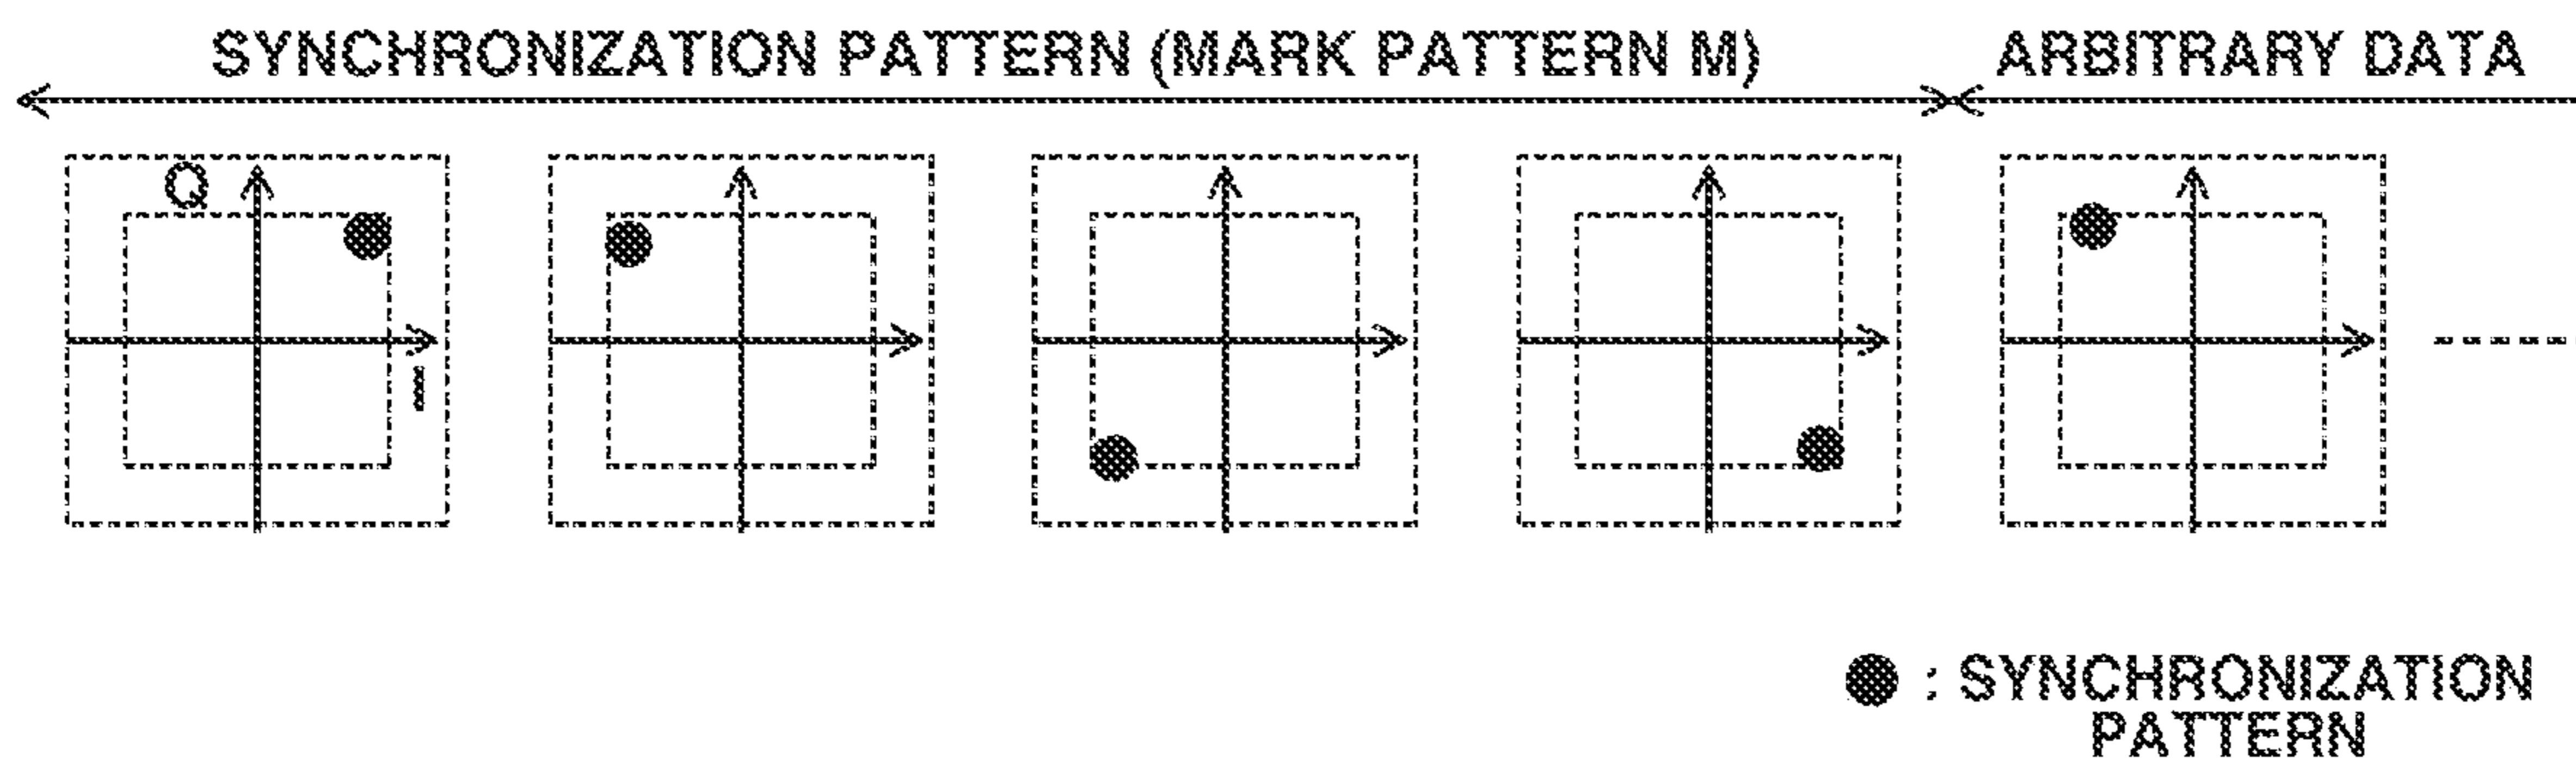 SYNCHRONIZATION PATTERN (MARK PATTERN M) ARBITRARY DATA
Q
I
: SYNCHRONIZATION
PATTERN